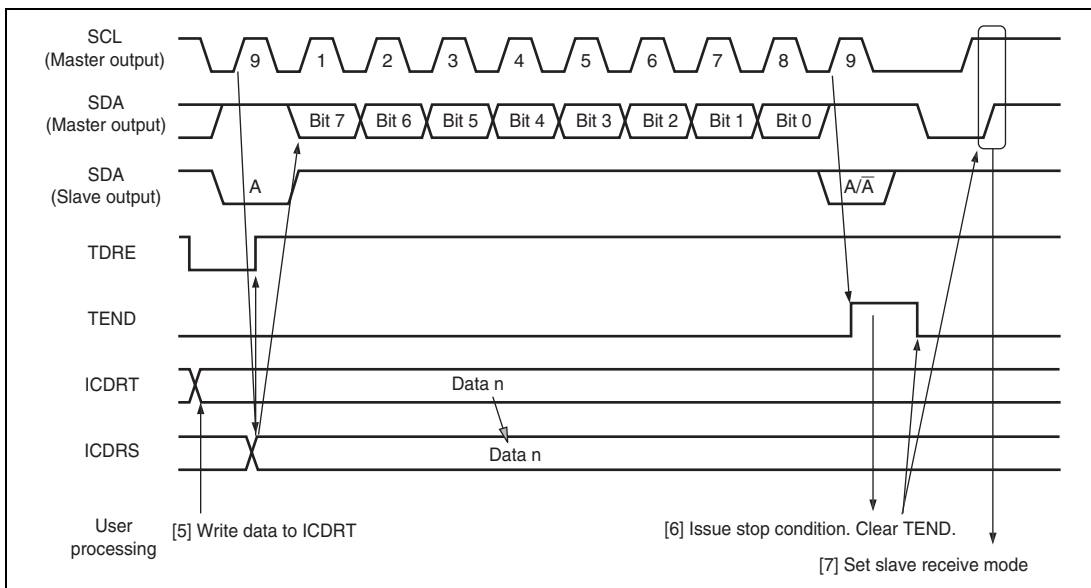 SCL
(Master output)
9 1 2 3 4 5 6 7 8 9
SDA
(Master output)
Bit 7 Bit 6 Bit 5 Bit 4 Bit 3 Bit 2 Bit 1 Bit 0
SDA
(Slave output)
A A/A̅
TDRE
TEND
ICDRT
Data n
ICDRS
Data n
User
processing
[5] Write data to ICDRT
[6] Issue stop condition. Clear TEND.
[7] Set slave receive mode